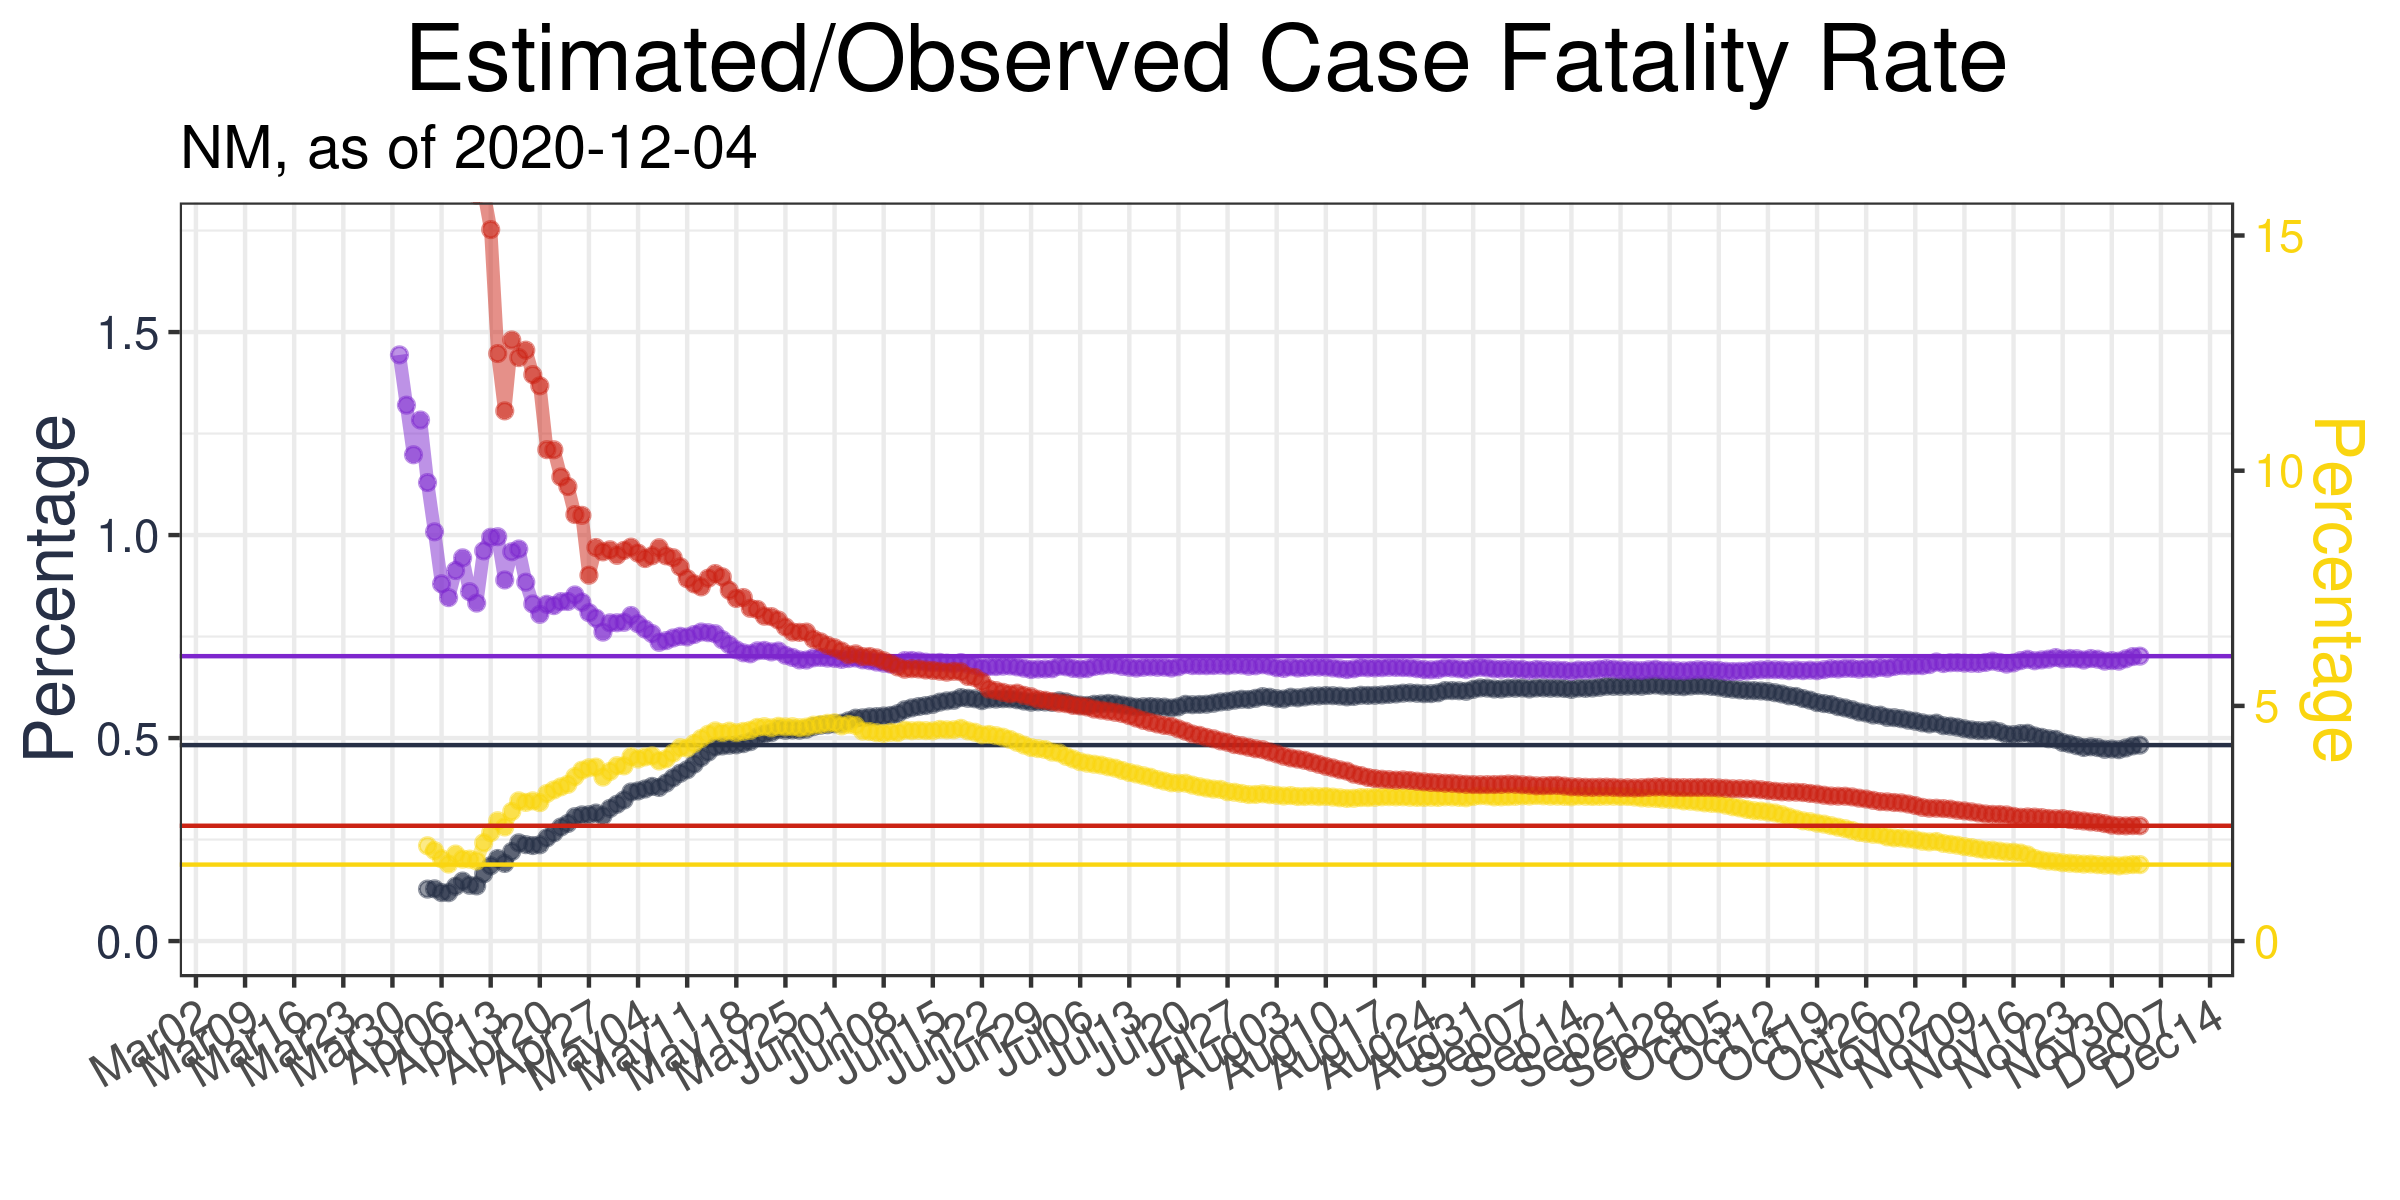 Estimated/Observed Case Fatality Rate
NM, as of 2020-12-04
Percentage
1.5
1.0
0.5
0.0
15
10
5
0
Percentage
Mar02
Mar09
Mar16
Mar23
Mar30
Apr06
Apr13
Apr20
Apr27
May04
May11
May18
May25
Jun01
Jun08
Jun15
Jun22
Jun29
Jul06
Jul13
Jul20
Jul27
Aug03
Aug10
Aug17
Aug24
Aug31
Sep07
Sep14
Sep21
Sep28
Oct05
Oct12
Oct19
Oct26
Nov02
Nov09
Nov16
Nov23
Nov30
Dec07
Dec14